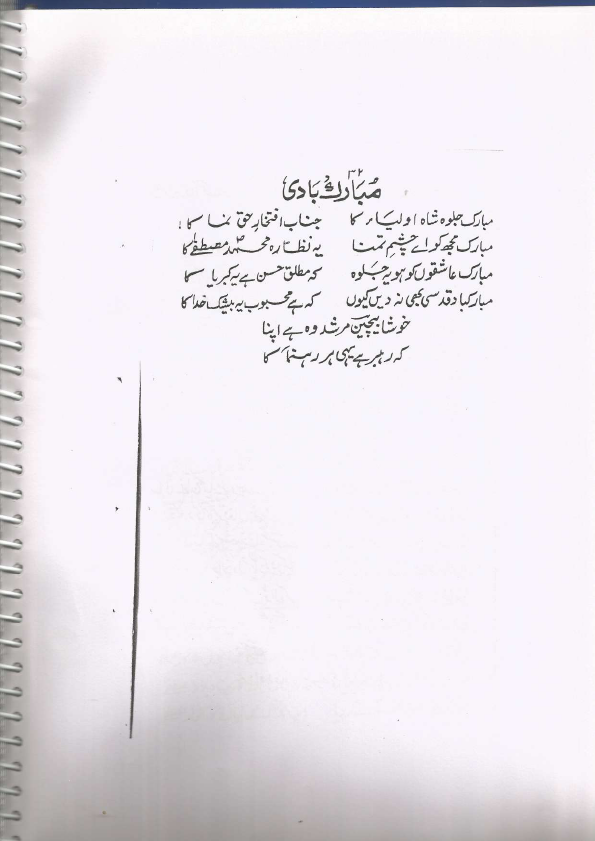 ۳۲
مبارک بادی
مبارک جلوہ شاہ اولیاء کا جناب افتخار حق نما کا
مبارک مجھ کو اے چشم تمنا یہ نظارہ محمد مصطفےٰ کا
مبارک عاشقوں کو ہو یہ جلوہ کہ مطلق حسن ہے یہ کبریا کا
مبارکباد قدسی بھی نہ دیں کیوں کہ ہے محبوب یہ بیشک خدا کا
خوشا بیچین مرشد وہ ہے اپنا
کہ رہبر ہے یہی ہر رہنما کا